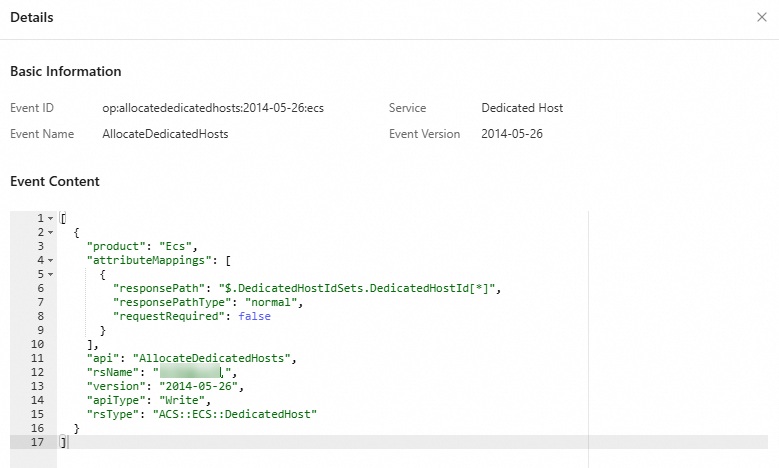 Details
Basic Information
Event ID op:allocatededicatedhosts:2014-05-26:ecs Service Dedicated Host
Event Name AllocateDedicatedHosts Event Version 2014-05-26
Event Content
1 [
2 {
3 "product": "Ecs",
4 "attributeMappings": [
5 {
6 "responsePath": "$.DedicatedHostIdSets.DedicatedHostId[*]",
7 "responsePathType": "normal",
8 "requestRequired": false
9 }
10 ],
11 "api": "AllocateDedicatedHosts",
12 "rsName": "",
13 "version": "2014-05-26",
14 "apiType": "Write",
15 "rsType": "ACS::ECS::DedicatedHost"
16 }
17 ]